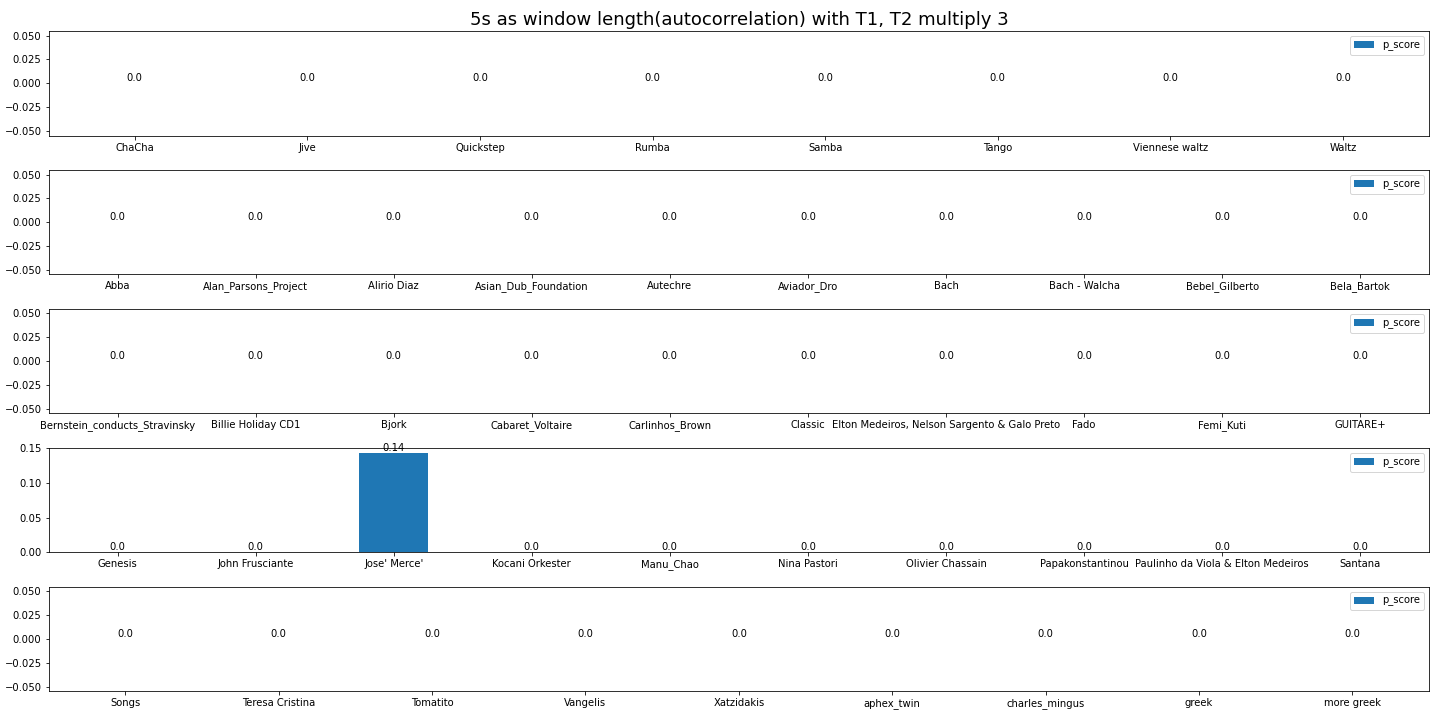 5s as window length(autocorrelation) with T1, T2 multiply 3
0.050
p_score
0.025
0.0 0.0 0.0 0.0 0.0 0.0 0.0 0.0
0.000
−0.025
−0.050
ChaCha Jive Quickstep Rumba Samba Tango Viennese waltz Waltz
0.050
p_score
0.025
0.0 0.0 0.0 0.0 0.0 0.0 0.0 0.0 0.0 0.0
0.000
−0.025
−0.050
Abba Alan_Parsons_Project Alirio Diaz Asian_Dub_Foundation Autechre Aviador_Dro Bach Bach - Walcha Bebel_Gilberto Bela_Bartok
0.050
p_score
0.025
0.0 0.0 0.0 0.0 0.0 0.0 0.0 0.0 0.0 0.0
0.000
−0.025
−0.050
Bernstein_conducts_Stravinsky Billie Holiday CD1 Bjork Cabaret_Voltaire Carlinhos_Brown Classic Elton Medeiros, Nelson Sargento & Galo Preto Fado Femi_Kuti GUITARE+
0.15
0.14
p_score
0.10
0.05
0.0 0.0 0.0 0.0 0.0 0.0 0.0 0.0 0.0
0.00
Genesis John Frusciante Jose' Merce' Kocani Orkester Manu_Chao Nina Pastori Olivier Chassain Papakonstantinou Paulinho da Viola & Elton Medeiros Santana
0.050
p_score
0.025
0.0 0.0 0.0 0.0 0.0 0.0 0.0 0.0 0.0
0.000
−0.025
−0.050
Songs Teresa Cristina Tomatito Vangelis Xatzidakis aphex_twin charles_mingus greek more greek